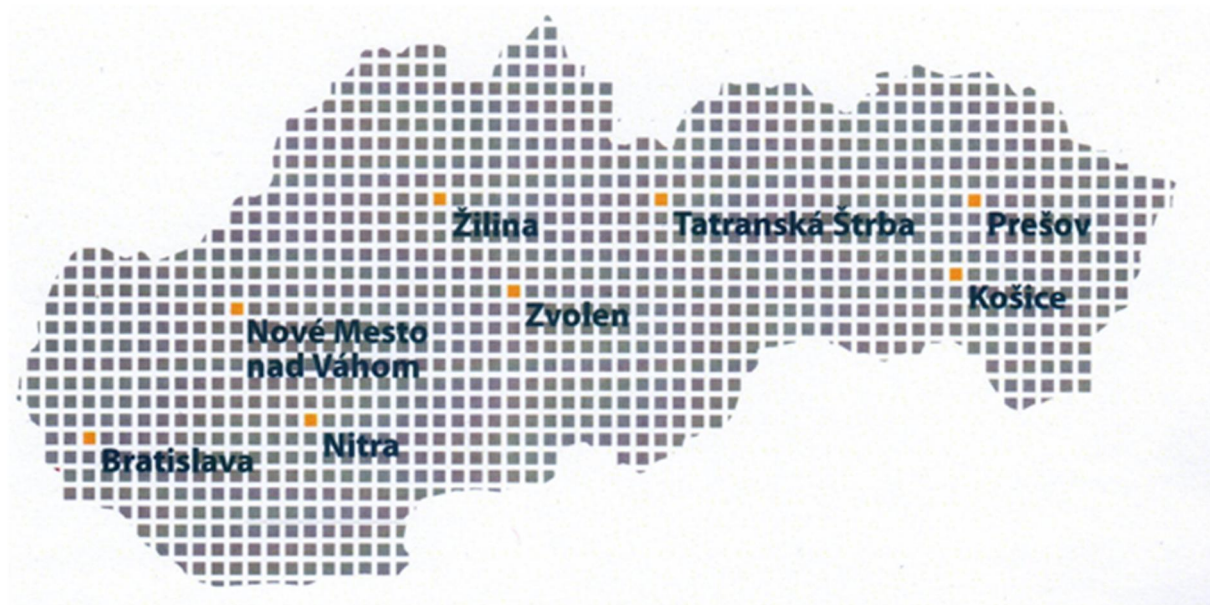 Žilina
Tatranská Štrba
Prešov
Košice
Zvolen
Nové Mesto
nad Váhom
Nitra
Bratislava